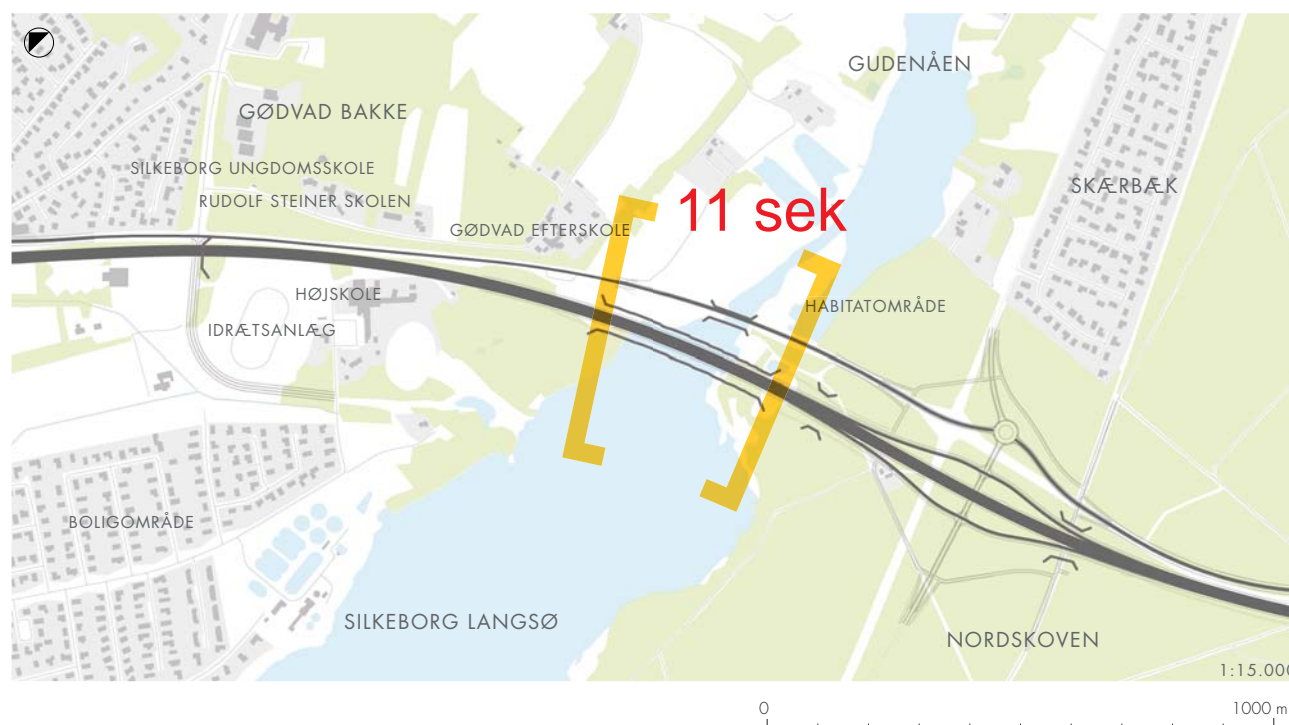 GUDENÅEN
GØDVAD BAKKE
SILKEBORG UNGDOMSSKOLE
SKÆRBÆK
RUDOLF STEINER SKOLEN
11 sek
GØDVAD EFTERSKOLE
HØJSKOLE
HABITATOMRÅDE
IDRÆTSANLÆG
BOLIGOMRÅDE
SILKEBORG LANGSØ
NORDSKOVEN
1:15.000
0 1000 m